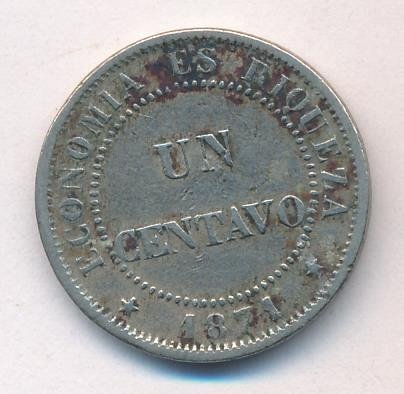 ECONOMIA ES RIQUEZA
UN
CENTAVO
1871